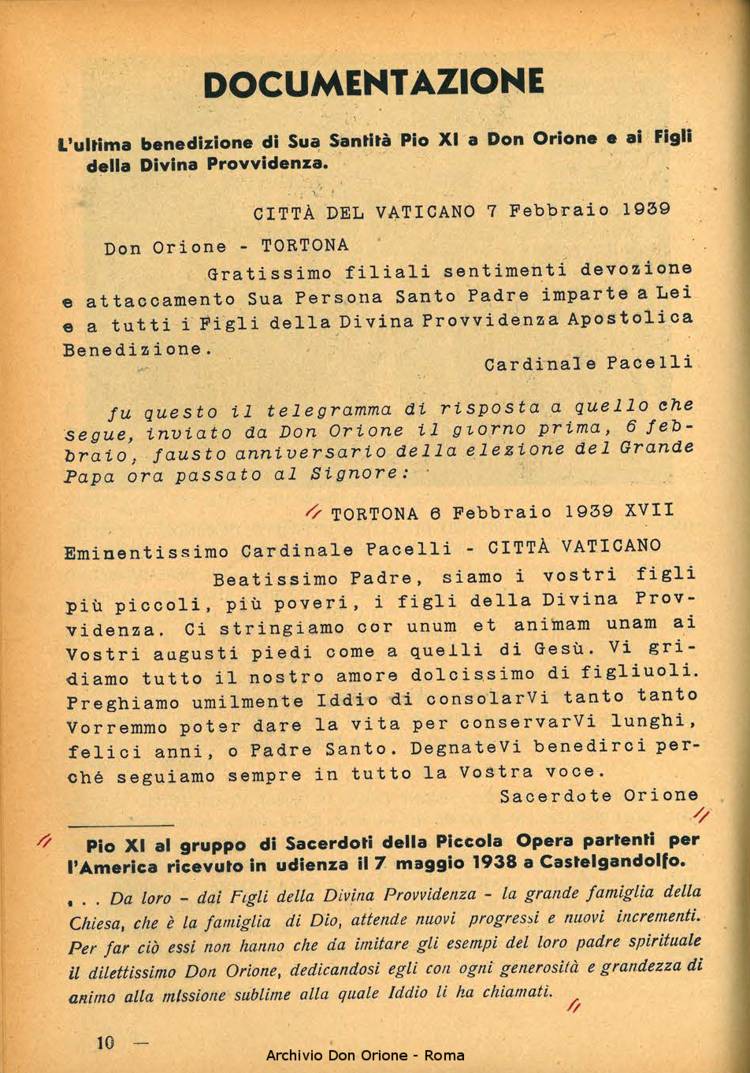 DOCUMENTAZIONE
L'ultima benedizione di Sua Santità Pio XI a Don Orione e ai Figli
della Divina Provvidenza.
CITTÀ DEL VATICANO 7 Febbraio 1939
Don Orione - TORTONA
Gratissimo filiali sentimenti devozione
e attaccamento Sua Persona Santo Padre imparte a Lei
e a tutti i Figli della Divina Provvidenza Apostolica
Benedizione.
Cardinale Pacelli
fu questo il telegramma di risposta a quello che
segue, inviato da Don Orione il giorno prima, 6 feb-
braio, fausto anniversario della elezione del Grande
Papa ora passato al Signore:
" TORTONA 6 Febbraio 1939 XVII
Eminentissimo Cardinale Pacelli - CITTÀ VATICANO
Beatissimo Padre, siamo i vostri figli
più piccoli, più poveri, i figli della Divina Prov-
videnza. Ci stringiamo cor unum et animam unam ai
Vostri augusti piedi come a quelli di Gesù. Vi gri-
diamo tutto il nostro amore dolcissimo di figliuoli.
Preghiamo umilmente Iddio di consolarVi tanto tanto
Vorremmo poter dare la vita per conservarVi lunghi,
felici anni, o Padre Santo. DegnateVi benedirci per-
ché seguiamo sempre in tutto la Vostra voce.
Sacerdote Orione "
" Pio XI al gruppo di Sacerdoti della Piccola Opera partenti per
l'America ricevuto in udienza il 7 maggio 1938 a Castelgandolfo.
. . . Da loro - dai Figli della Divina Provvidenza - la grande famiglia della
Chiesa, che è la famiglia di Dio, attende nuovi progressi e nuovi incrementi.
Per far ciò essi non hanno che da imitare gli esempi del loro padre spirituale
il dilettissimo Don Orione, dedicandosi egli con ogni generosità e grandezza di
animo alla missione sublime alla quale Iddio li ha chiamati. "
10 —
Archivio Don Orione - Roma